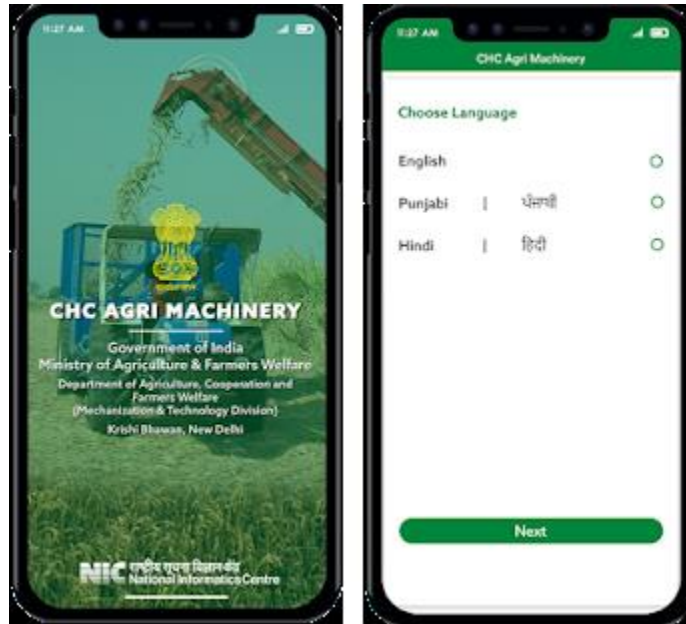 11:27 AM
CHC AGRI MACHINERY
Government of India
Ministry of Agriculture & Farmers Welfare
Department of Agriculture, Cooperation and
Farmers Welfare
(Mechanization & Technology Division)
Krishi Bhawan, New Delhi
NIC राष्ट्रीय सूचना विज्ञान केंद्र
National Informatics Centre
11:27 AM
CHC Agri Machinery
Choose Language
English
Punjabi | ਪੰਜਾਬੀ
Hindi | हिंदी
Next